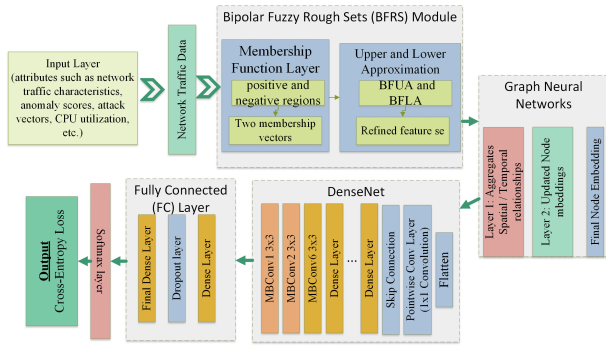 Bipolar Fuzzy Rough Sets (BFRS) Module
Input Layer
(attributes such as network
traffic characteristics,
anomaly scores, attack
vectors, CPU utilization,
etc.)
Network Traffic Data
Membership
Function Layer
positive and
negative regions
Two membership
vectors
Upper and Lower
Approximation
BFUA and
BFLA
Refined feature se
Graph Neural
Networks
Layer 1: Aggregates
Spatial / Temporal
relationships
Layer 2: Updated Node
mbeddings
Final Node Embedding
DenseNet
MBConv1 3x3
MBConv2 3x3
MBConv6 3x3
Dense Layer
...
Dense Layer
Skip Connection
Pointwise Conv Layer
(1x1 Convolution)
Flatten
Fully Connected
(FC) Layer
Final Dense Layer
Dropout layer
Dense Layer
Softmax layer
Output
Cross-Entropy Loss